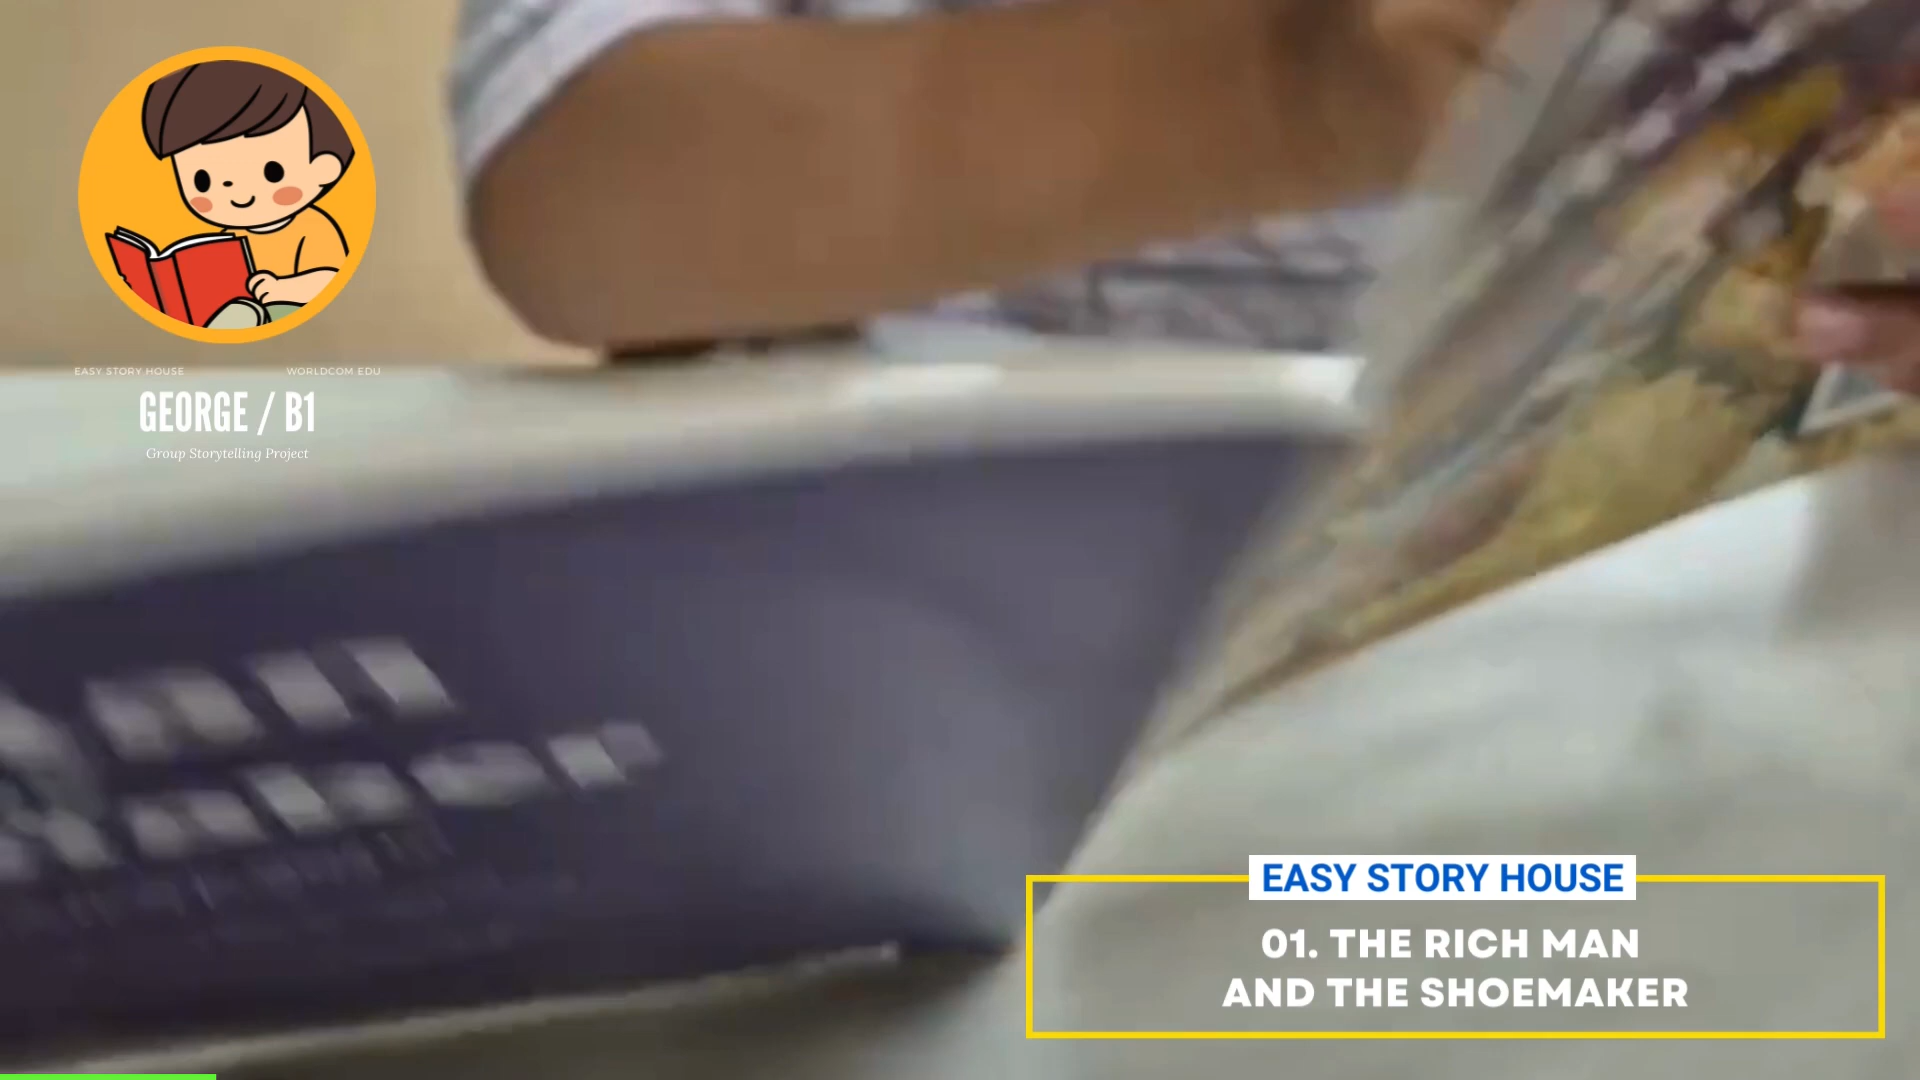 EASY STORY HOUSE
WORLDCOM EDU
GEORGE / B1
Group Storytelling Project
EASY STORY HOUSE
01. THE RICH MAN
AND THE SHOEMAKER